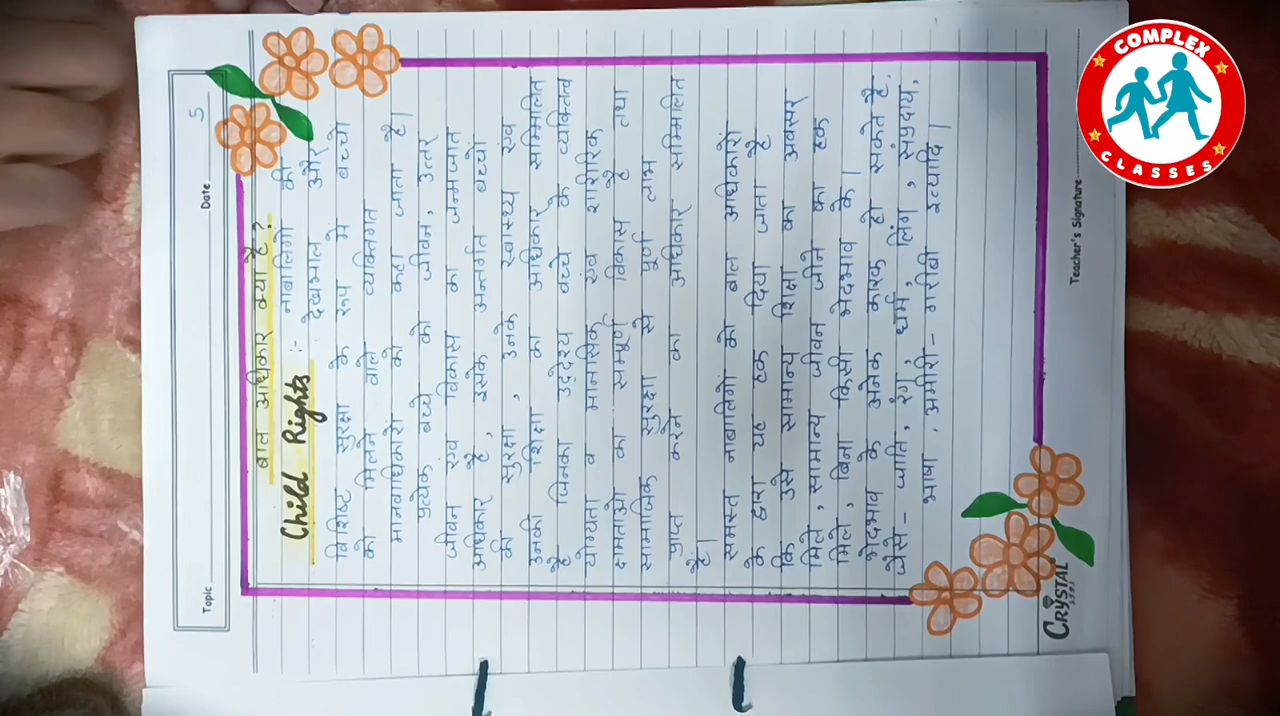 Topic
Date 5
बाल अधिकार क्या है ?
Child Rights :- नाबालिगो की
देखभाल और
विशिष्ट सुरक्षा के रूप मे बच्चो
को मिलने वाले व्यक्तिगत
मानवाधिकारो को कहा जाता है।
प्रत्येक बच्चे को जीवन, उत्तर
जीवन एंव विकास का जन्मजात
अधिकार है, इसके अन्तर्गत बच्चो
की सुरक्षा, उनके स्वास्थ्य एंव
उनकी शिक्षा का अधिकार सम्मिलित
है जिनका उद्देश्य बच्चे के व्यक्तित्व
योग्यता व मानसिक एंव शारीरिक
क्षमताओ का सम्पूर्ण विकास है तथा
सामाजिक सुरक्षा से पूर्ण लाभ
प्राप्त करने का अधिकार सम्मिलित
है।
समस्त नाबालिगो को बाल अधिकारो
के द्वारा यह हक दिया जाता है
कि उसे सामान्य शिक्षा का अवसर
मिले, सामान्य जीवन जीने का हक
मिले, बिना किसी भेदभाव के।
भेदभाव के अनेक कारक हो सकते है.
जैसे - जाति, रंग, धर्म, लिंग, संप्रदाय,
भाषा, अमीरी - गरीबी इत्यादि।
Teacher's Signature
CRYSTAL
COMPLEX
CLASSES